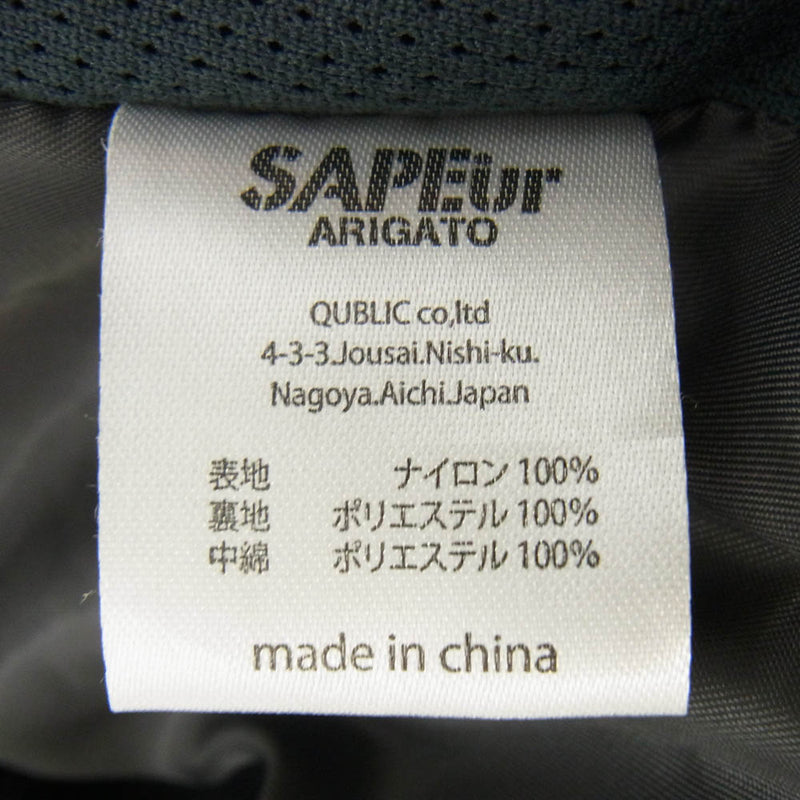 SAPEur
ARIGATO
QUBLIC co,ltd
4-3-3.Jousai.Nishi-ku.
Nagoya.Aichi.Japan
表地 ナイロン 100%
裏地 ポリエステル 100%
中綿 ポリエステル 100%
made in china